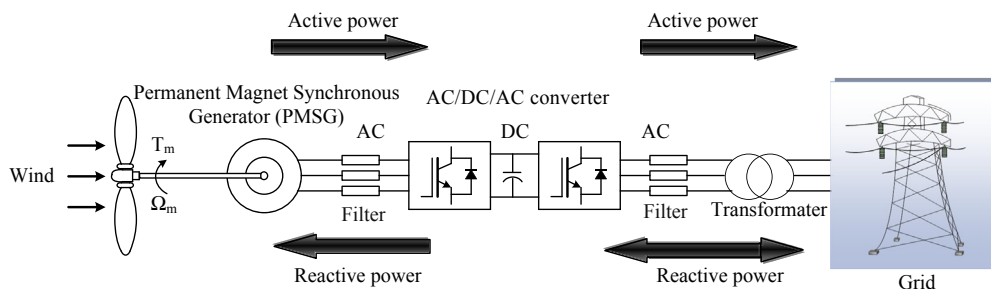 Active power
Active power
Permanent Magnet Synchronous
Generator (PMSG)
AC/DC/AC converter
AC
DC
AC
Tm
Wind
Ωm
Filter
Filter
Transformater
Reactive power
Reactive power
Grid